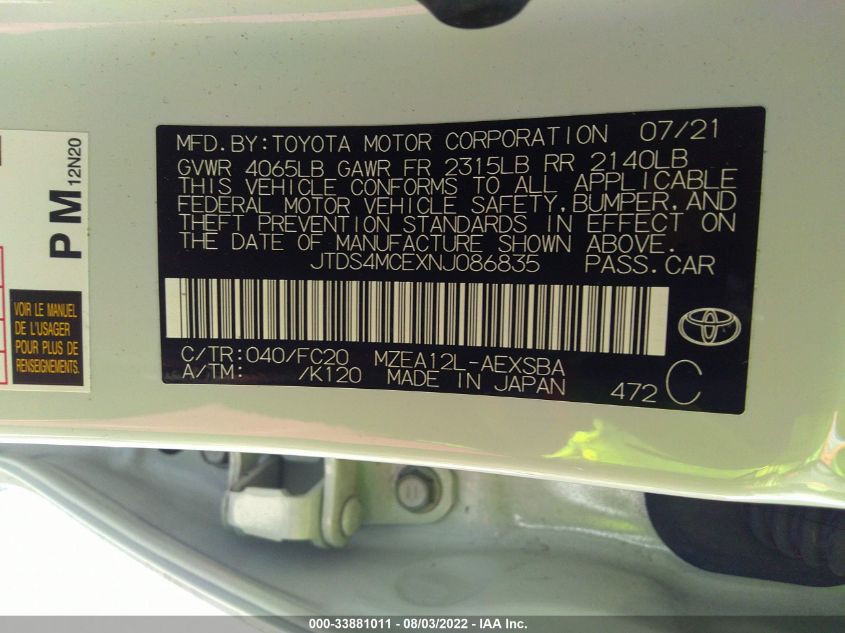 MFD.BY:TOYOTA MOTOR CORPORATION 07/21
GVWR 4065LB GAWR FR 2315LB RR 2140LB
THIS VEHICLE CONFORMS TO ALL APPLICABLE
FEDERAL MOTOR VEHICLE SAFETY,BUMPER,AND
THEFT PREVENTION STANDARDS IN EFFECT ON
THE DATE OF MANUFACTURE SHOWN ABOVE.
JTDS4MCEXNJ086835 PASS.CAR
C/TR:040/FC20 MZEA12L-AEXSBA
A/TM: /K120 MADE IN JAPAN
472 C
PM 12N20
VOIR LE MANUEL
DE L'USAGER
POUR PLUS DE
RENSEIGNEMENTS
000-33881011 - 08/03/2022 - IAA Inc.